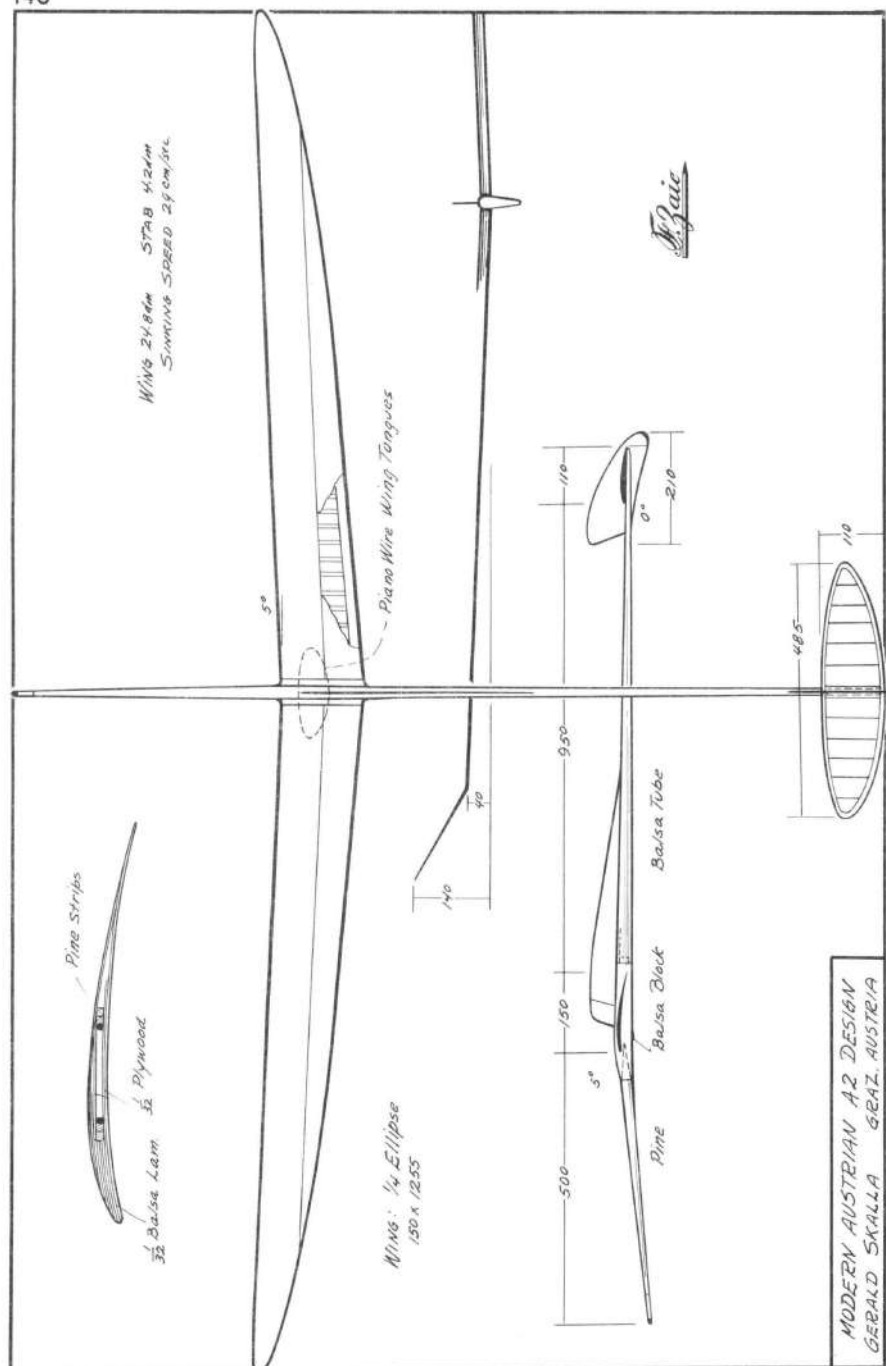 Pine Strips
1/32 Balsa Lam. 1/32 Plywood
WING 24.8dm STAB 4.2dm
SINKING SPEED 29 cm/sec
5°
Piano Wire Wing Tongues
WING: 1/4 Ellipse
150 x 1255
140
40
F. Zaic
500
150
950
110
5°
0°
210
Pine
Balsa Block
Balsa Tube
485
110
MODERN AUSTRIAN A2 DESIGN
GERALD SKALLA GRAZ, AUSTRIA